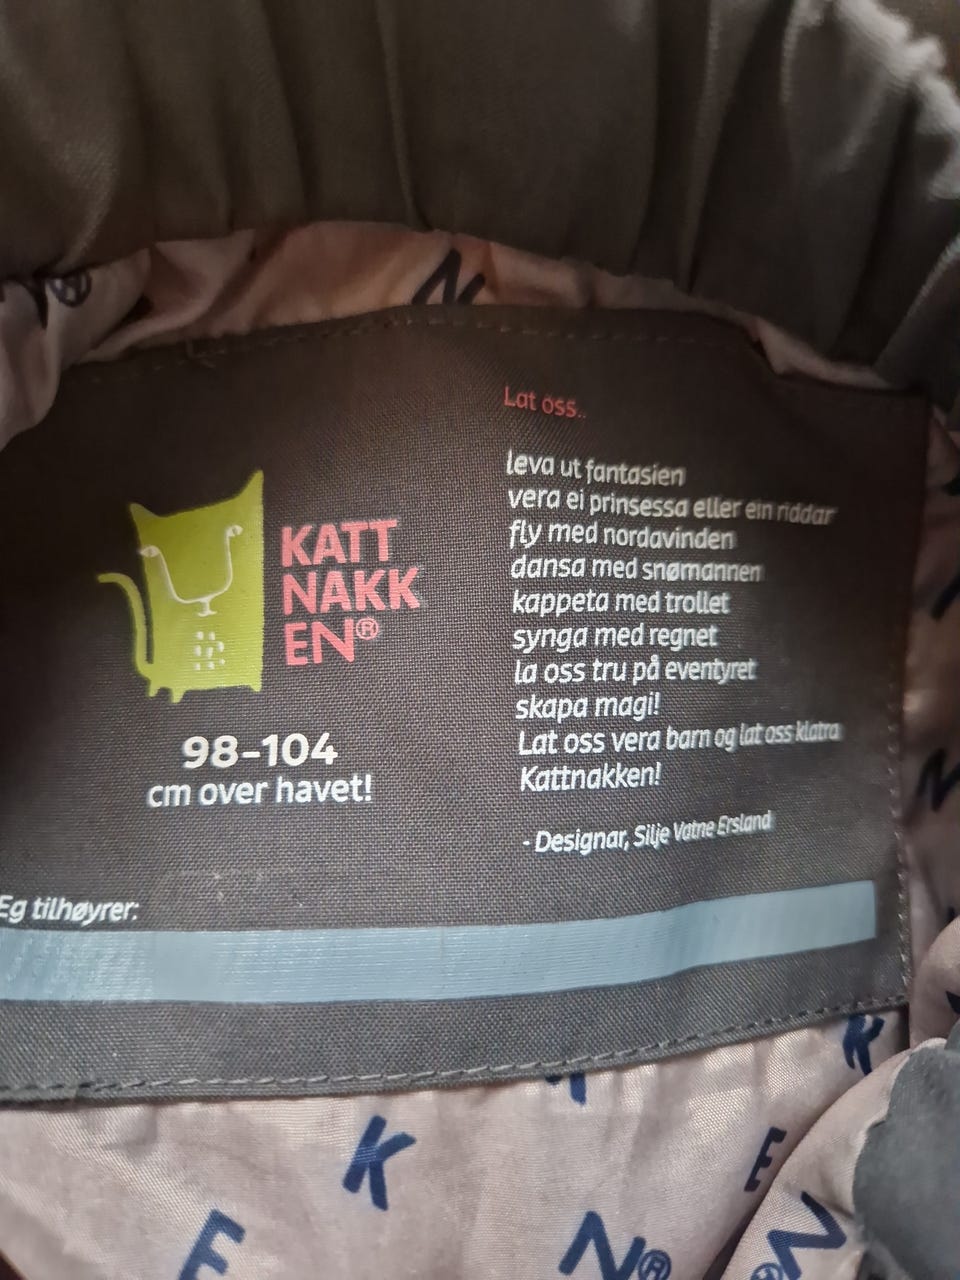 KATT
NAKK
EN®
98-104
cm over havet!
Lat oss..
leva ut fantasien
vera ei prinsessa eller ein riddar
fly med nordavinden
dansa med snømannen
kappeta med trollet
synga med regnet
la oss tru på eventyret
skapa magi!
Lat oss vera barn og lat oss klatra
Kattnakken!
- Designar, Silje Vatne Ersland
Eg tilhøyrer:
N
K
K
E
E
N®
N